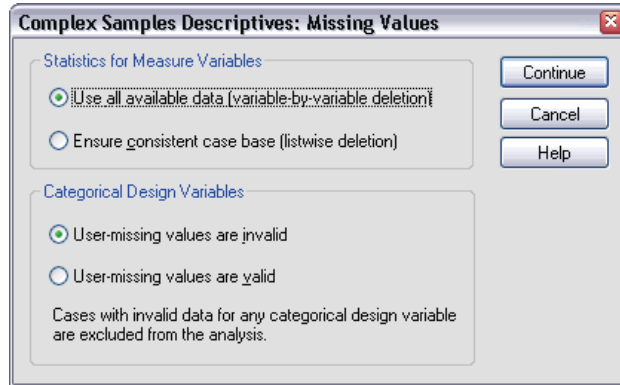 Complex Samples Descriptives: Missing Values
Statistics for Measure Variables
Use all available data (variable-by-variable deletion)
Ensure consistent case base (listwise deletion)
Categorical Design Variables
User-missing values are invalid
User-missing values are valid
Cases with invalid data for any categorical design variable
are excluded from the analysis.
Continue
Cancel
Help